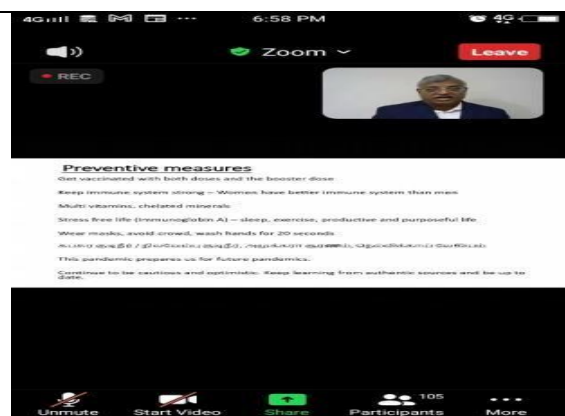 4G 6:58 PM 4G
Zoom
Leave
REC
Preventive measures
Get vaccinated with both doses and the booster dose
Keep immune system strong – Women have better immune system than men
Multi vitamins, chelated minerals
Stress free life (Immunoglobin A) – sleep, exercise, productive and purposeful life
Wear masks, avoid crowd, wash hands for 20 seconds
This pandemic prepares us for future pandemics.
Continue to be cautious and optimistic. Keep learning from authentic sources and be up to
date.
105
Unmute Start Video Share Participants More